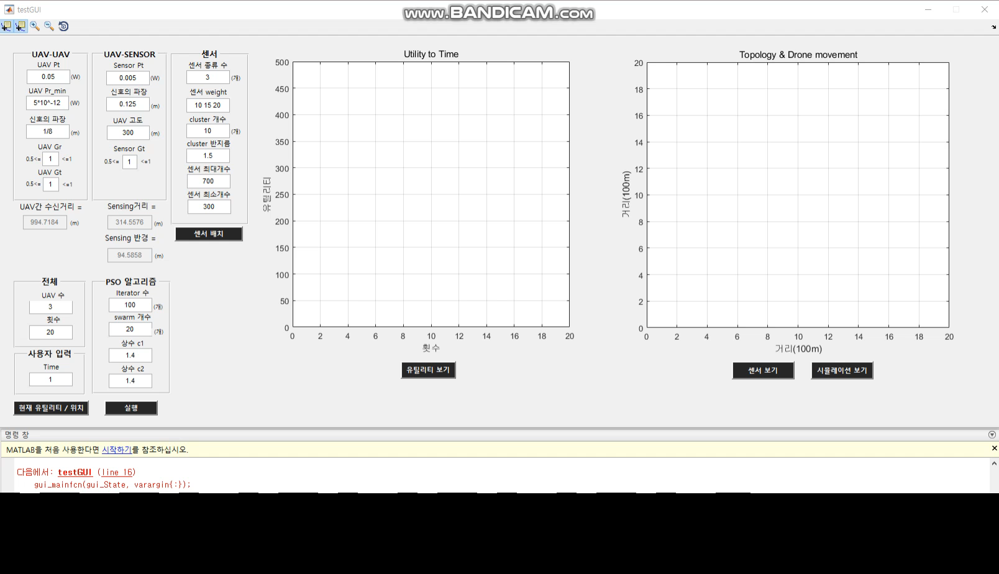 testGUI
www.BANDICAM.COM
UAV-UAV
UAV Pt
0.05 (W)
UAV Pr_min
5*10^-12 (W)
신호의 파장
1/8 (m)
UAV Gr
0.5<= 1 <=1
UAV Gt
0.5<= 1 <=1
UAV간 수신거리 =
994.7184 (m)
UAV-SENSOR
Sensor Pt
0.005 (W)
신호의 파장
0.125 (m)
UAV 고도
300 (m)
Sensor Gt
0.5<= 1 <=1
Sensing거리 =
314.5576 (m)
Sensing 반경 =
94.5858 (m)
센서
센서 종류 수
3 (개)
센서 weight
10 15 20
cluster 개수
10 (개)
cluster 반지름
1.5
센서 최대개수
700
센서 최소개수
300
센서 배치
전체
UAV 수
3
횟수
20
사용자 입력
Time
1
현재 유틸리티 / 위치
PSO 알고리즘
Iterator 수
100 (개)
swarm 개수
20 (개)
상수 c1
1.4
상수 c2
1.4
실행
Utility to Time
500
450
400
350
300
250
200
150
100
50
0
유틸리티
0 2 4 6 8 10 12 14 16 18 20
횟수
유틸리티 보기
Topology & Drone movement
20
18
16
14
12
10
8
6
4
2
0
거리(100m)
0 2 4 6 8 10 12 14 16 18 20
거리(100m)
센서 보기
시뮬레이션 보기
명령 창
MATLAB을 처음 사용한다면 시작하기를 참조하십시오.
다음에서: testGUI (line 16)
gui_mainfcn(gui_State, varargin{:});